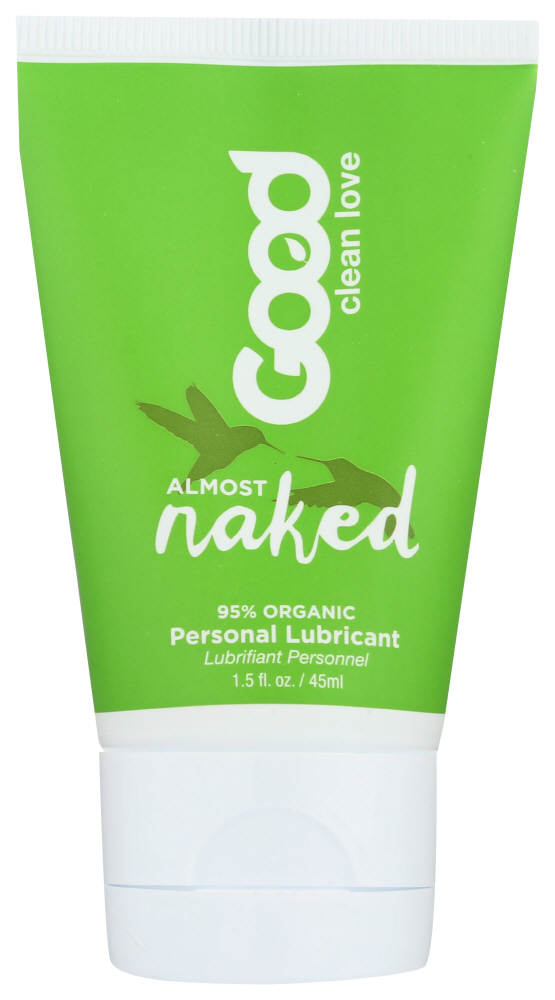 Good
clean love
ALMOST
naked
95% ORGANIC
Personal Lubricant
Lubrifiant Personnel
1.5 fl. oz. / 45ml